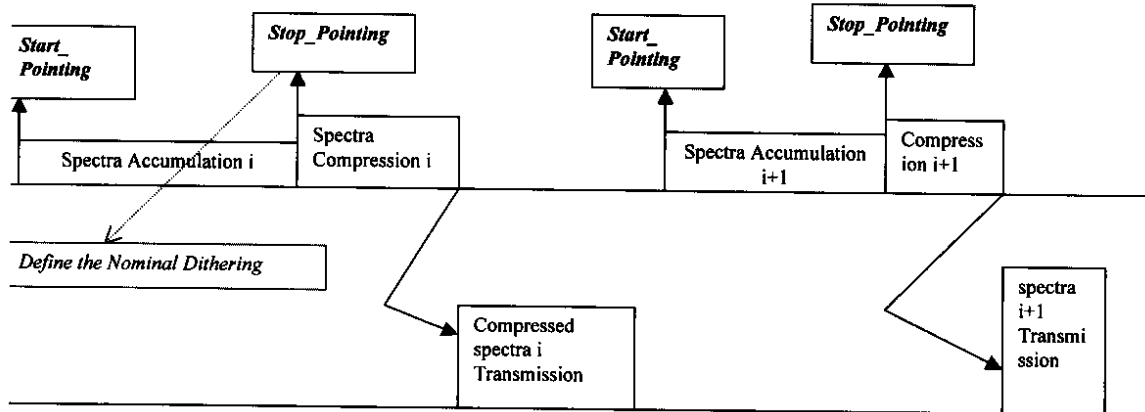 Start_
Pointing
Stop_Pointing
Start_
Pointing
Stop_Pointing
Spectra Accumulation i
Spectra
Compression i
Spectra Accumulation
i+1
Compress
ion i+1
Define the Nominal Dithering
Compressed
spectra i
Transmission
spectra
i+1
Transmi
ssion